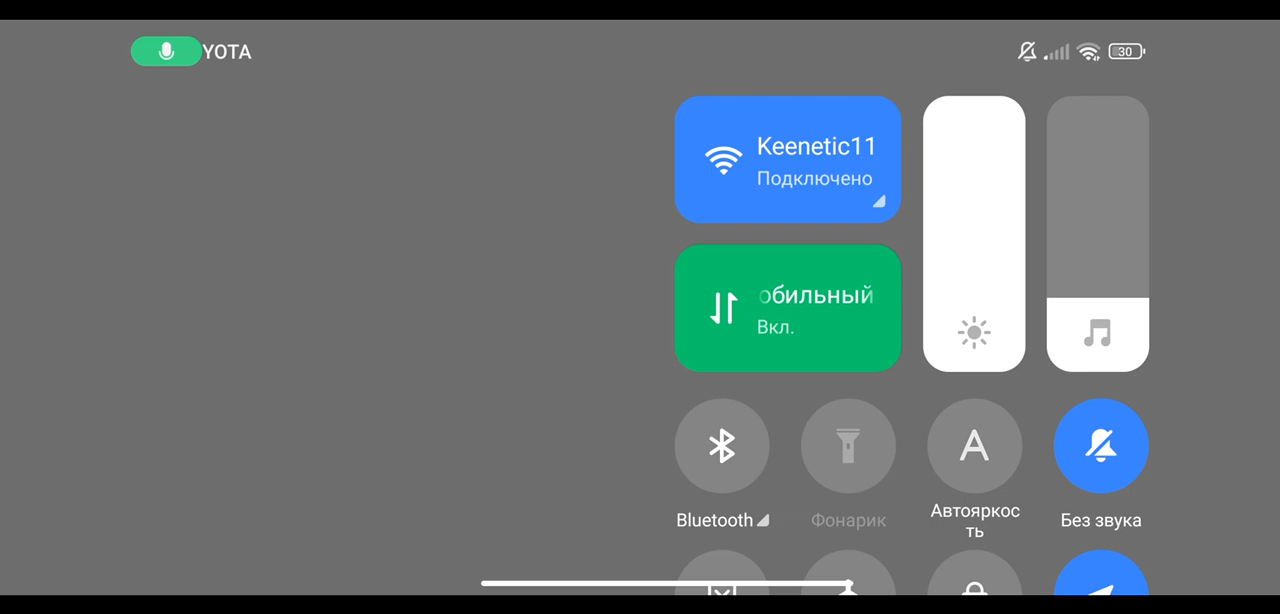 YOTA
30
Keenetic11
Подключено
обильный
Вкл.
Bluetooth
Фонарик
Автояркос
ть
Без звука